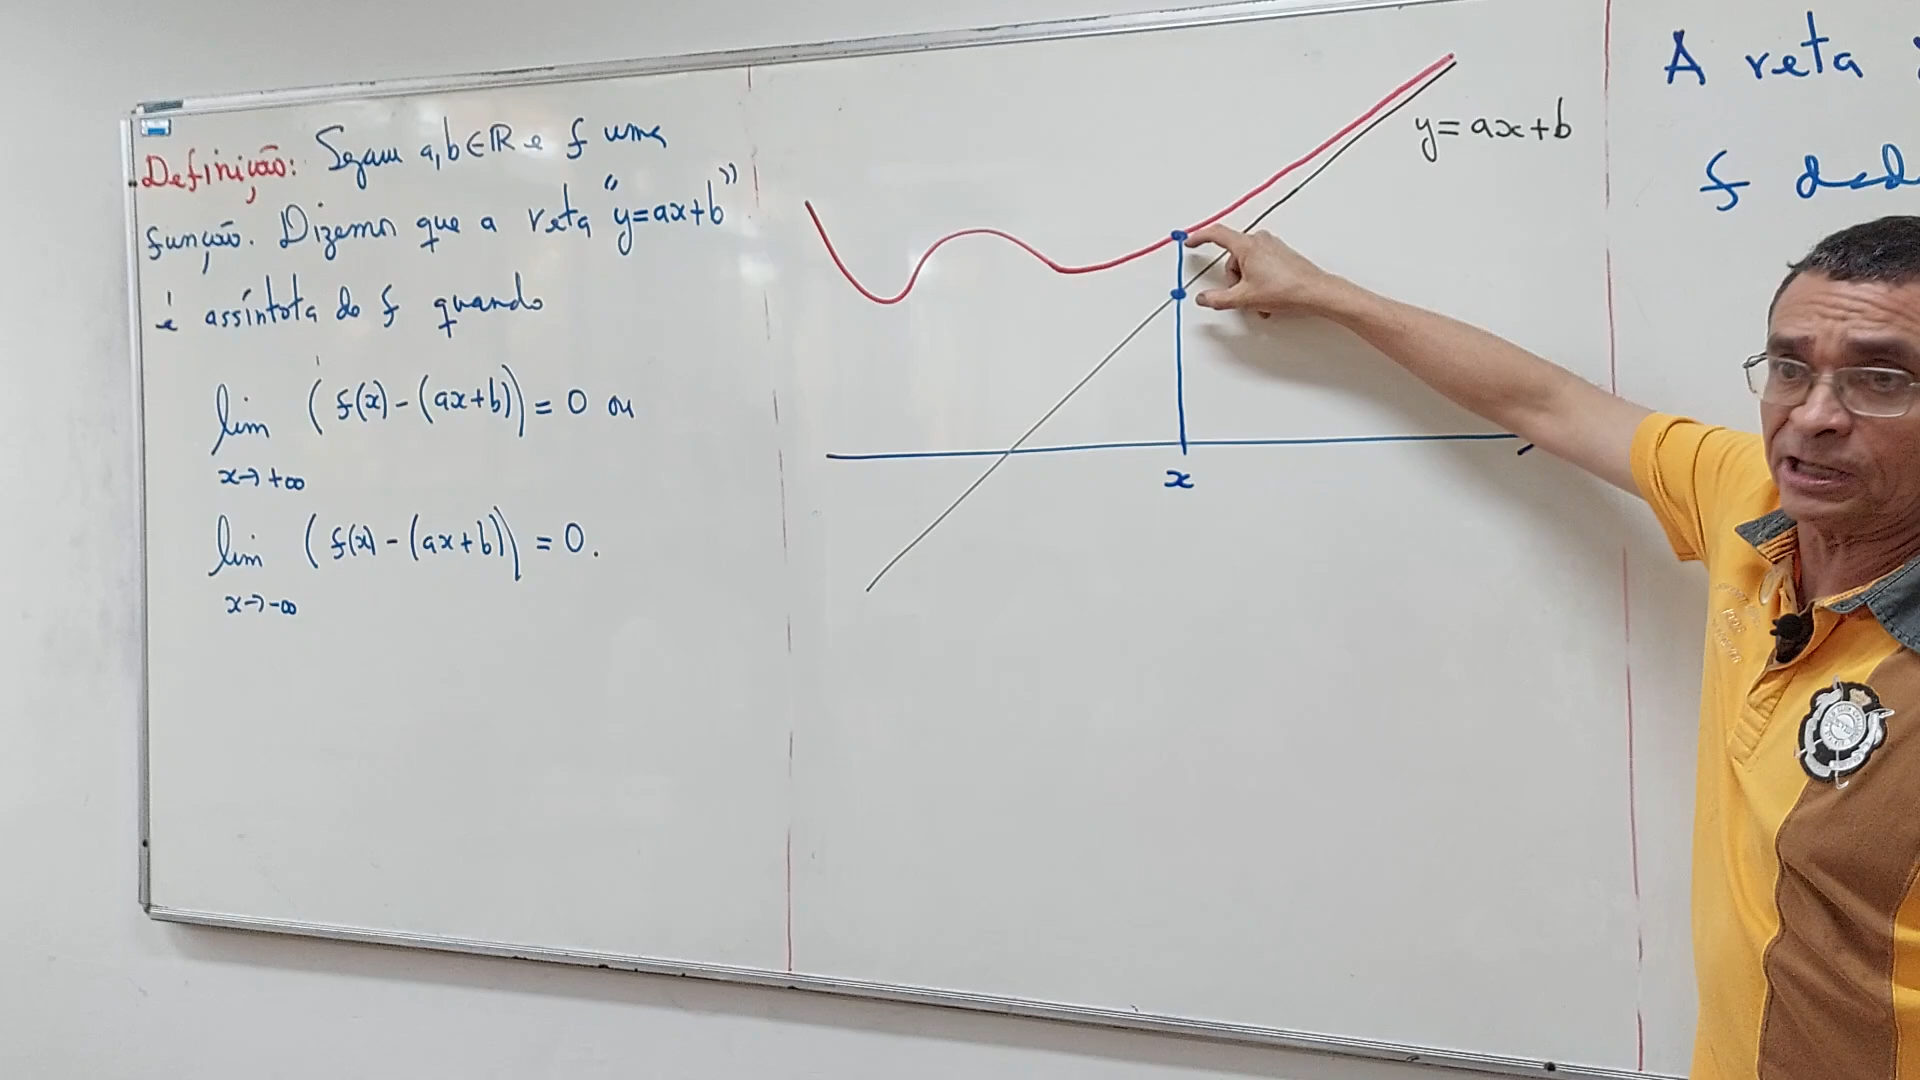 Definição: Sejam a,b∈ℝ e f uma
função. Dizemos que a reta "y=ax+b"
é assíntota de f quando
lim (f(x)-(ax+b))=0 ou
x→+∞
lim (f(x)-(ax+b))=0.
x→-∞
y=ax+b
x
A reta
f dad